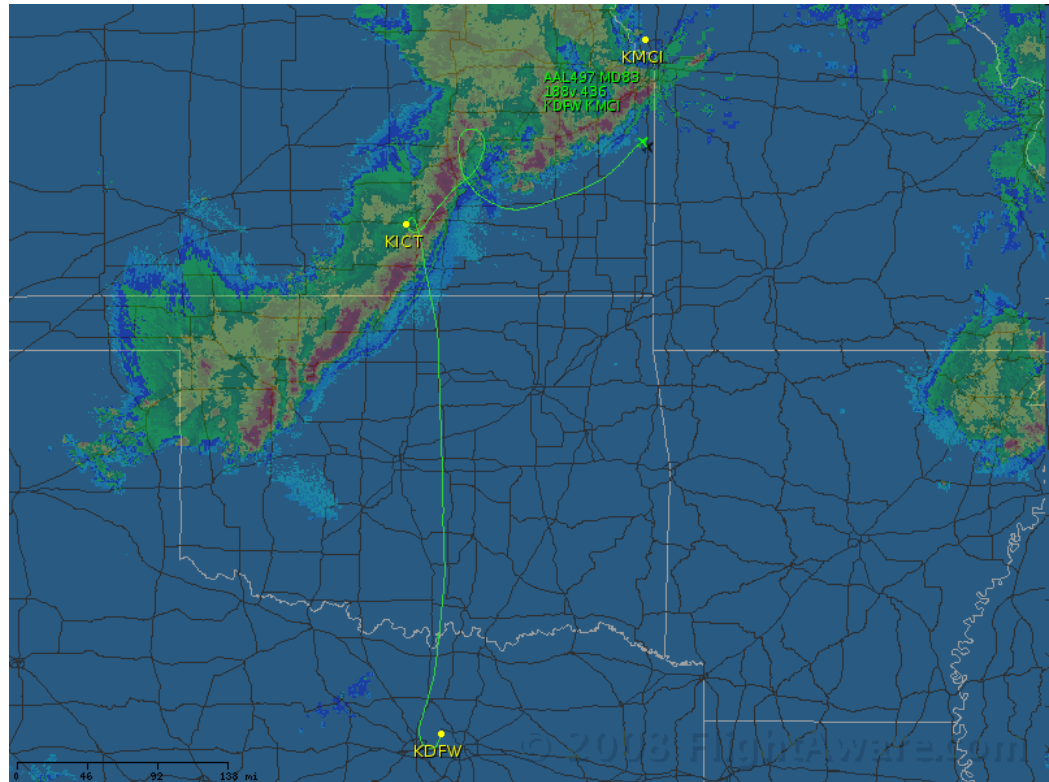 KMCI
AAL497 MD83
188v 436
KDFW KMCI
KICT
KDFW
© 2008 FlightAware.com
0 46 92 138 mi